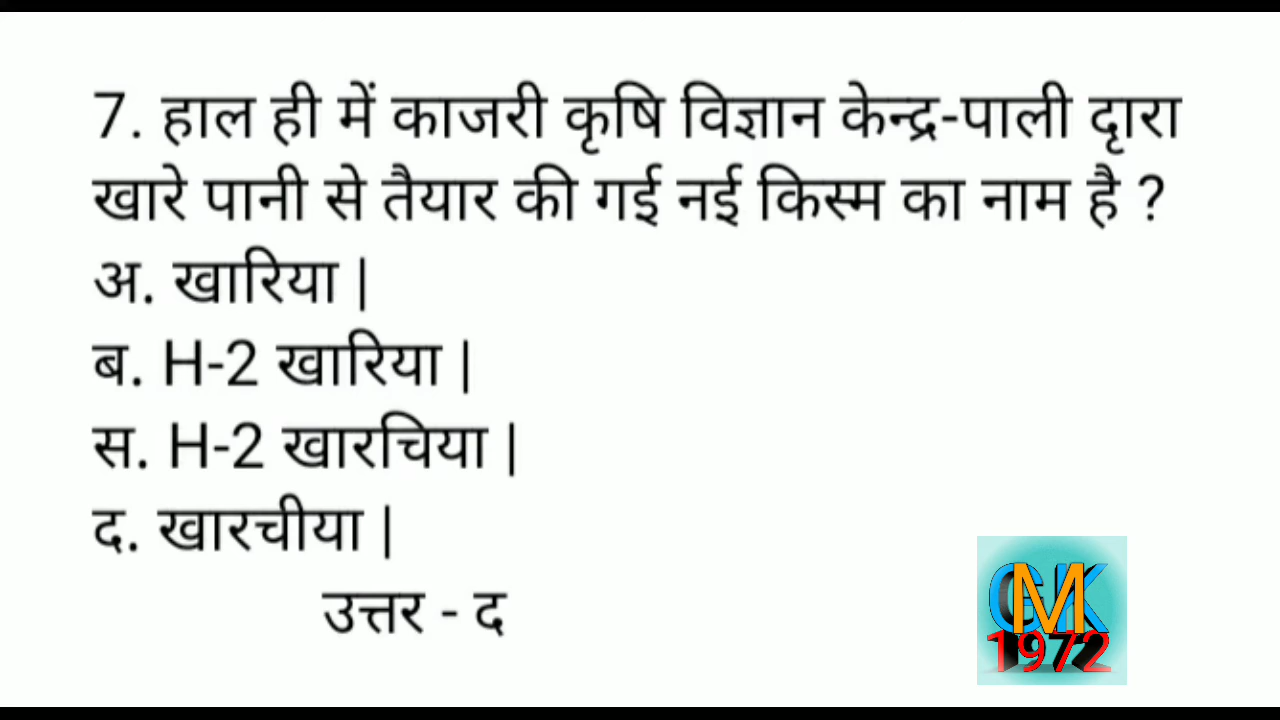 7. हाल ही में काजरी कृषि विज्ञान केन्द्र-पाली दृारा
खारे पानी से तैयार की गई नई किस्म का नाम है ?
अ. खारिया |
ब. H-2 खारिया |
स. H-2 खारचिया |
द. खारचीया |
उत्तर - द
GMK
1972